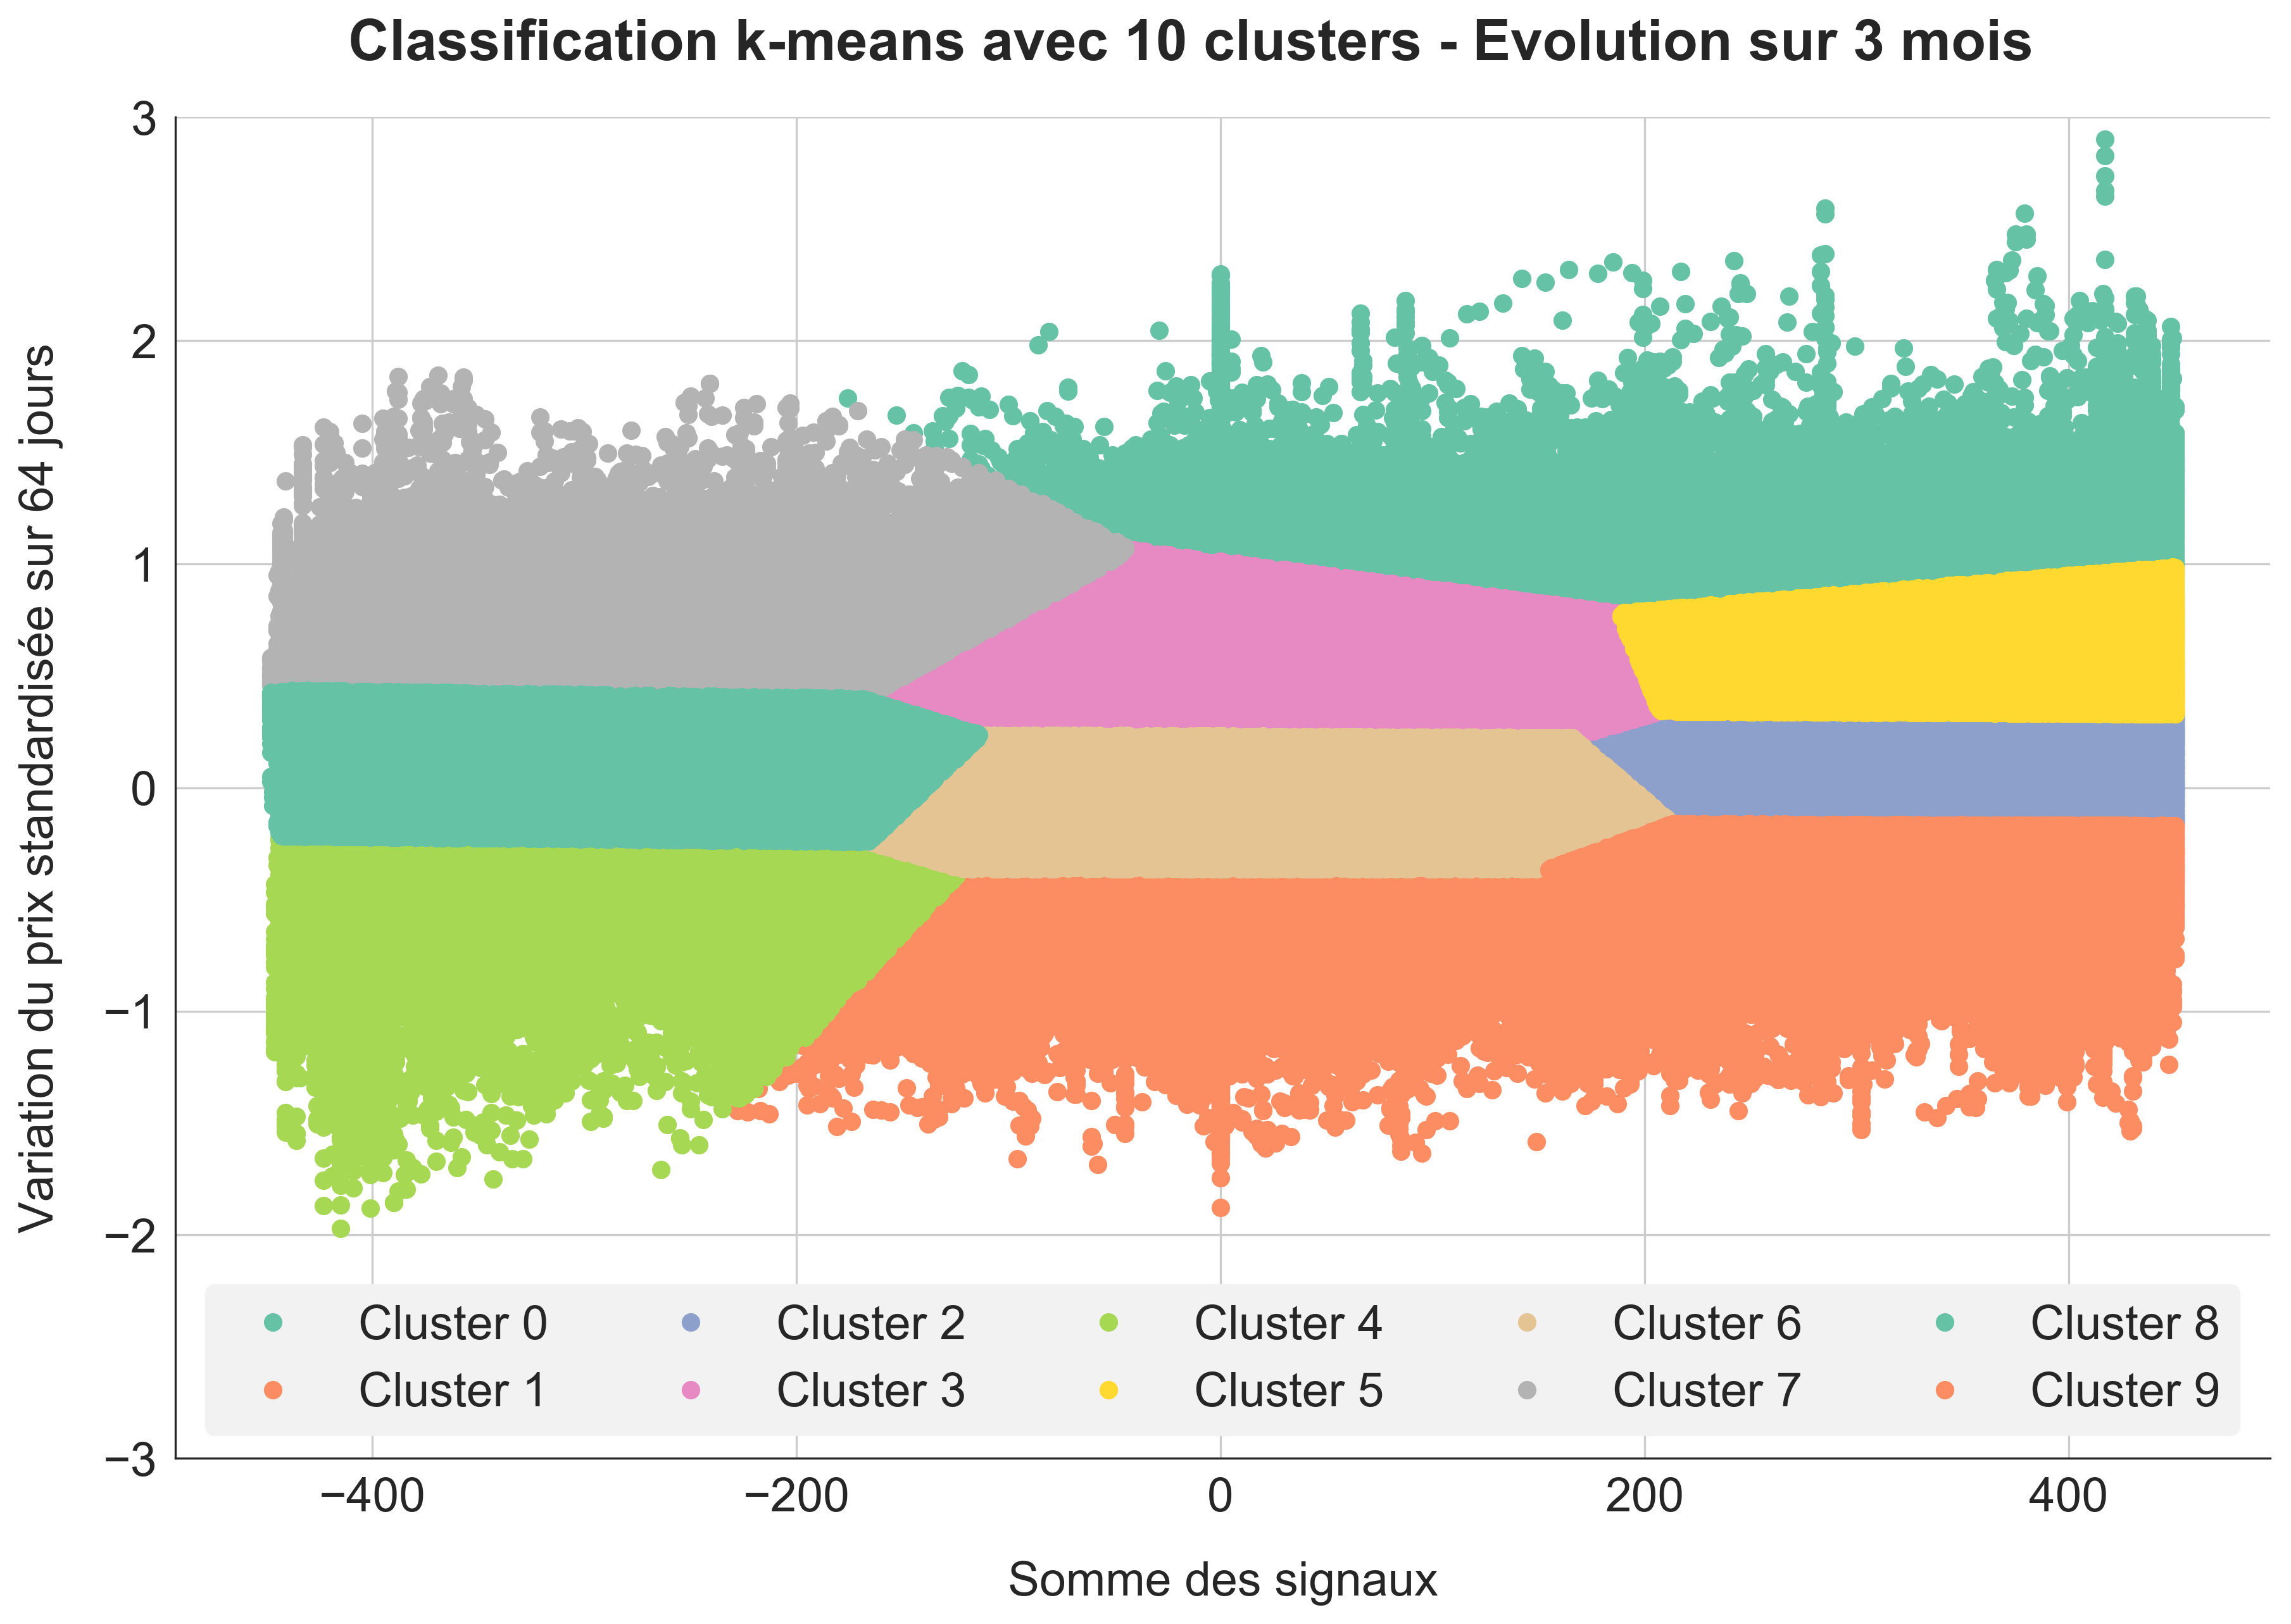 Classification k-means avec 10 clusters - Evolution sur 3 mois
Variation du prix standardisée sur 64 jours
3
2
1
0
−1
−2
−3
Cluster 0
Cluster 2
Cluster 4
Cluster 6
Cluster 8
Cluster 1
Cluster 3
Cluster 5
Cluster 7
Cluster 9
−400
−200
0
200
400
Somme des signaux